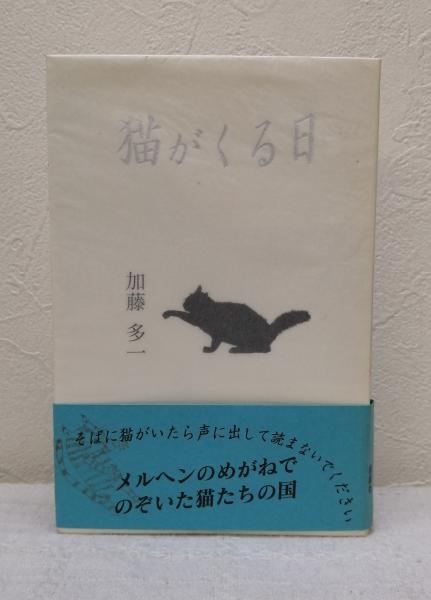 猫がくる日
加藤 多一
そばに猫がいたら声に出して読まないでください
メルヘンのめがねで
のぞいた猫たちの国